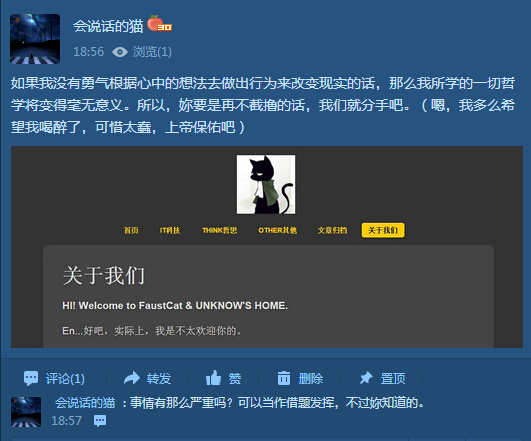 会说话的猫 30
18:56 浏览(1)
如果我没有勇气根据心中的想法去做出行为来改变现实的话，那么我所学的一切哲
学将变得毫无意义。所以，妳要是再不截撸的话，我们就分手吧。（嗯，我多么希
望我喝醉了，可惜太蠢，上帝保佑吧）
首页 IT科技 THINK哲思 OTHER其他 文章归档 关于我们
关于我们
HI! Welcome to FaustCat & UNKNOW'S HOME.
En...好吧，实际上，我是不太欢迎你的。
评论(1) 转发 赞 删除 置顶
会说话的猫 ：事情有那么严重吗？可以当作借题发挥，不过妳知道的。
18:57